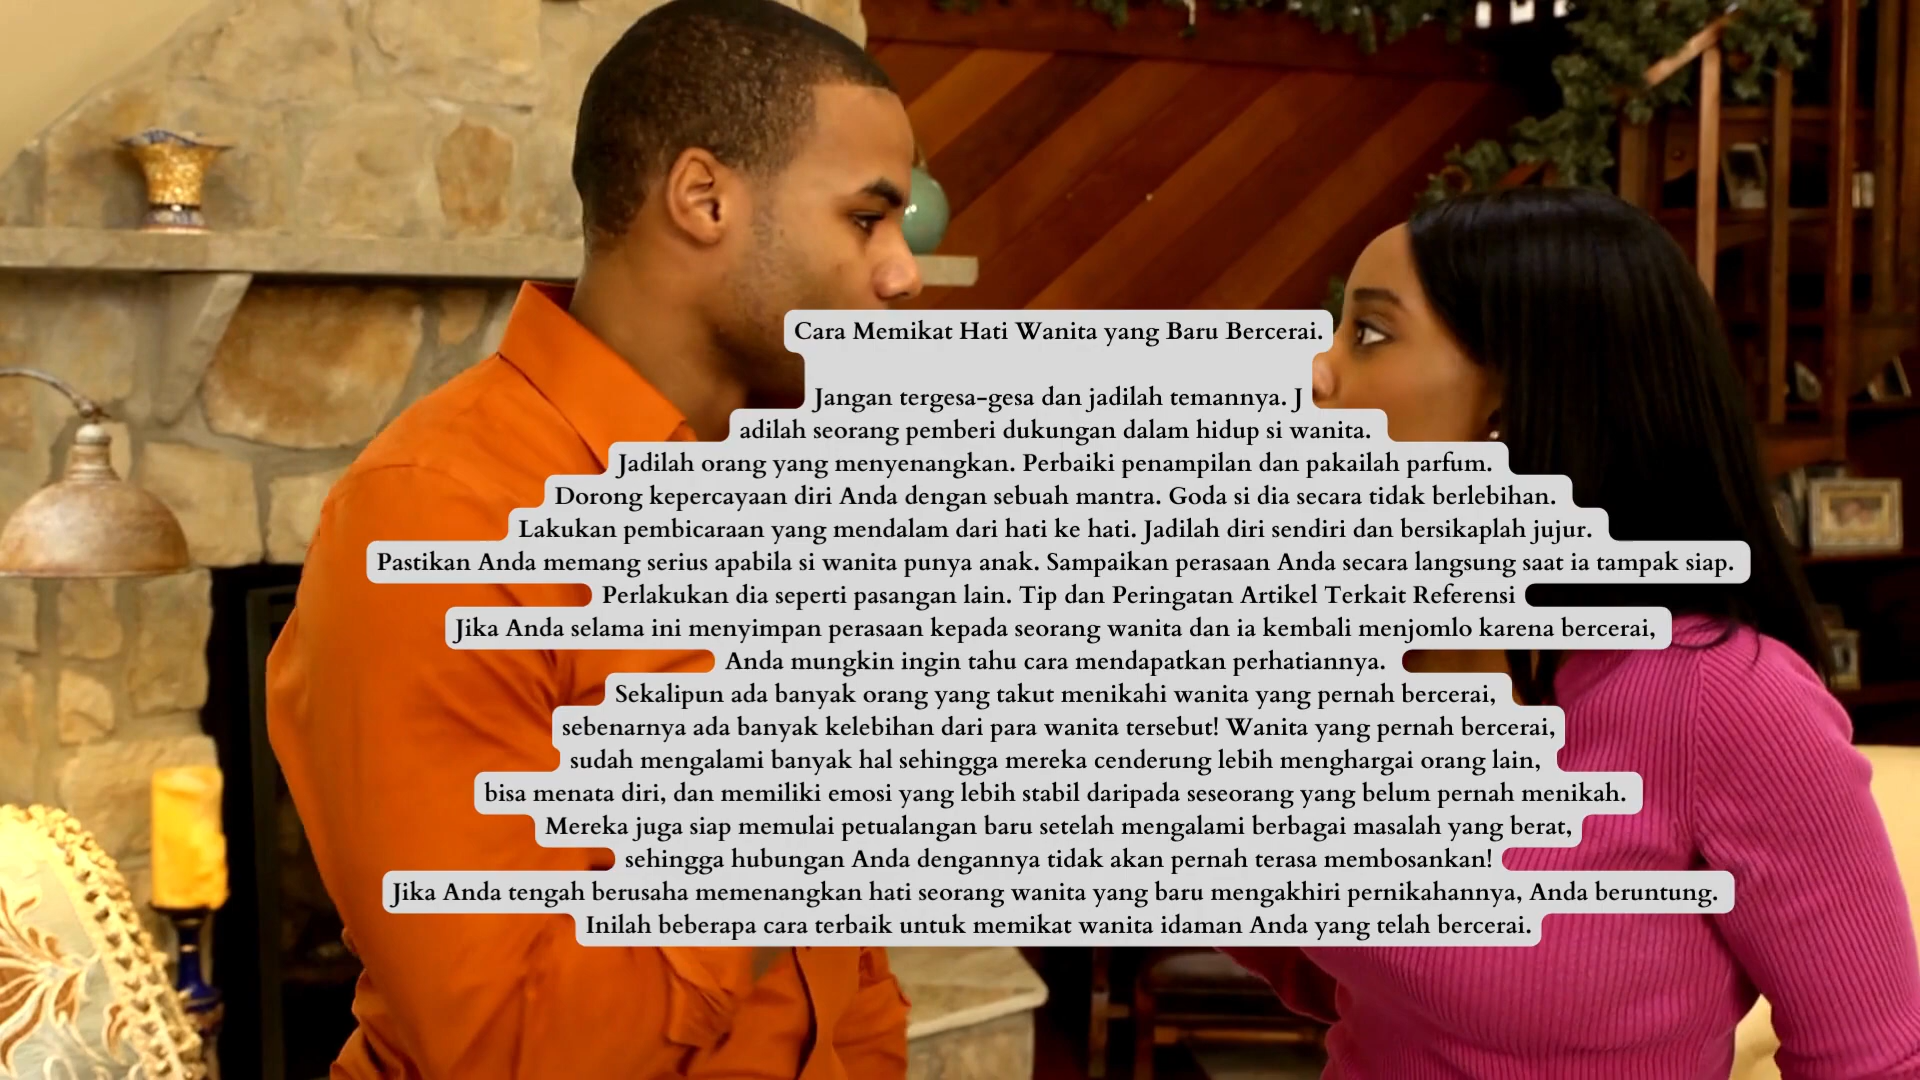 Cara Memikat Hati Wanita yang Baru Bercerai.
Jangan tergesa-gesa dan jadilah temannya. J
adilah seorang pemberi dukungan dalam hidup si wanita.
Jadilah orang yang menyenangkan. Perbaiki penampilan dan pakailah parfum.
Dorong kepercayaan diri Anda dengan sebuah mantra. Goda si dia secara tidak berlebihan.
Lakukan pembicaraan yang mendalam dari hati ke hati. Jadilah diri sendiri dan bersikaplah jujur.
Pastikan Anda memang serius apabila si wanita punya anak. Sampaikan perasaan Anda secara langsung saat ia tampak siap.
Perlakukan dia seperti pasangan lain. Tip dan Peringatan Artikel Terkait Referensi
Jika Anda selama ini menyimpan perasaan kepada seorang wanita dan ia kembali menjomlo karena bercerai,
Anda mungkin ingin tahu cara mendapatkan perhatiannya.
Sekalipun ada banyak orang yang takut menikahi wanita yang pernah bercerai,
sebenarnya ada banyak kelebihan dari para wanita tersebut! Wanita yang pernah bercerai,
sudah mengalami banyak hal sehingga mereka cenderung lebih menghargai orang lain,
bisa menata diri, dan memiliki emosi yang lebih stabil daripada seseorang yang belum pernah menikah.
Mereka juga siap memulai petualangan baru setelah mengalami berbagai masalah yang berat,
sehingga hubungan Anda dengannya tidak akan pernah terasa membosankan!
Jika Anda tengah berusaha memenangkan hati seorang wanita yang baru mengakhiri pernikahannya, Anda beruntung.
Inilah beberapa cara terbaik untuk memikat wanita idaman Anda yang telah bercerai.